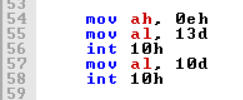 53
54 mov ah, 0eh
55 mov al, 13d
56 int 10h
57 mov al, 10d
58 int 10h
59